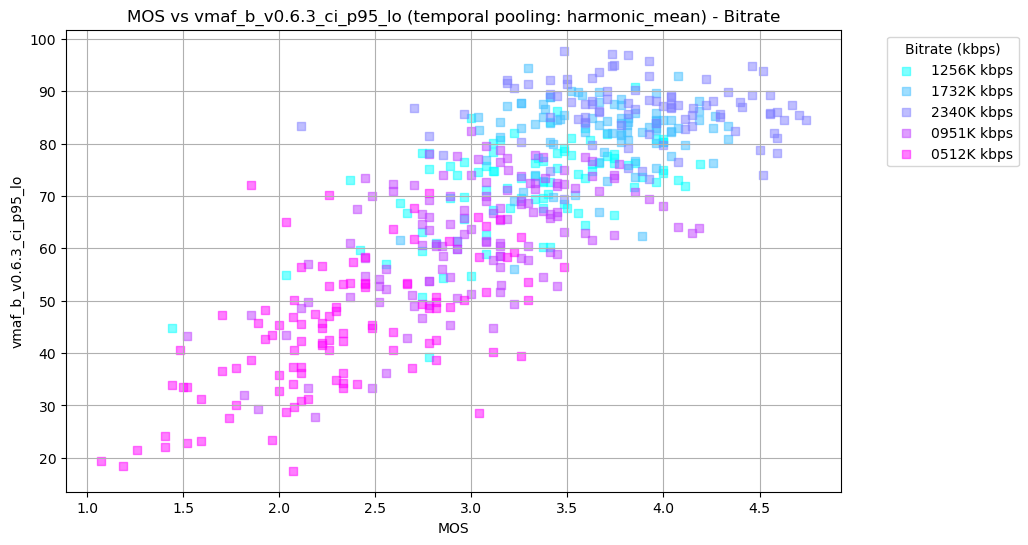 MOS vs vmaf_b_v0.6.3_ci_p95_lo (temporal pooling: harmonic_mean) - Bitrate
100
90
80
70
60
50
40
30
20
vmaf_b_v0.6.3_ci_p95_lo
1.0 1.5 2.0 2.5 3.0 3.5 4.0 4.5
MOS
Bitrate (kbps)
1256K kbps
1732K kbps
2340K kbps
0951K kbps
0512K kbps